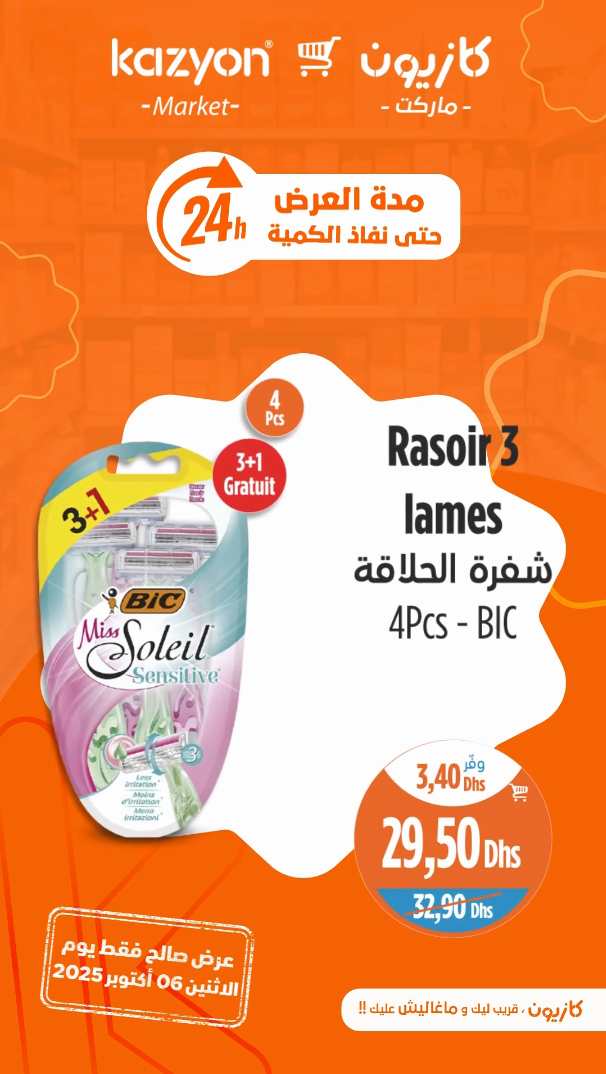 kazyon®
-Market-
كازيون
- ماركت -
24h
مدة العرض
حتى نفاذ الكمية
4
Pcs
3+1
Gratuit
Rasoir 3
lames
شفرة الحلاقة
4Pcs - BIC
3+1
BIC
Miss
Soleil
Sensitive
3
Less
irritation
Moins
d'irritation
Meno
irritazioni
وفّر
3,40 Dhs
29,50 Dhs
32,90 Dhs
عرض صالح فقط يوم
الاثنين 06 أكتوبر 2025
كازيون ، قريب ليك و ماغاليش عليك !!